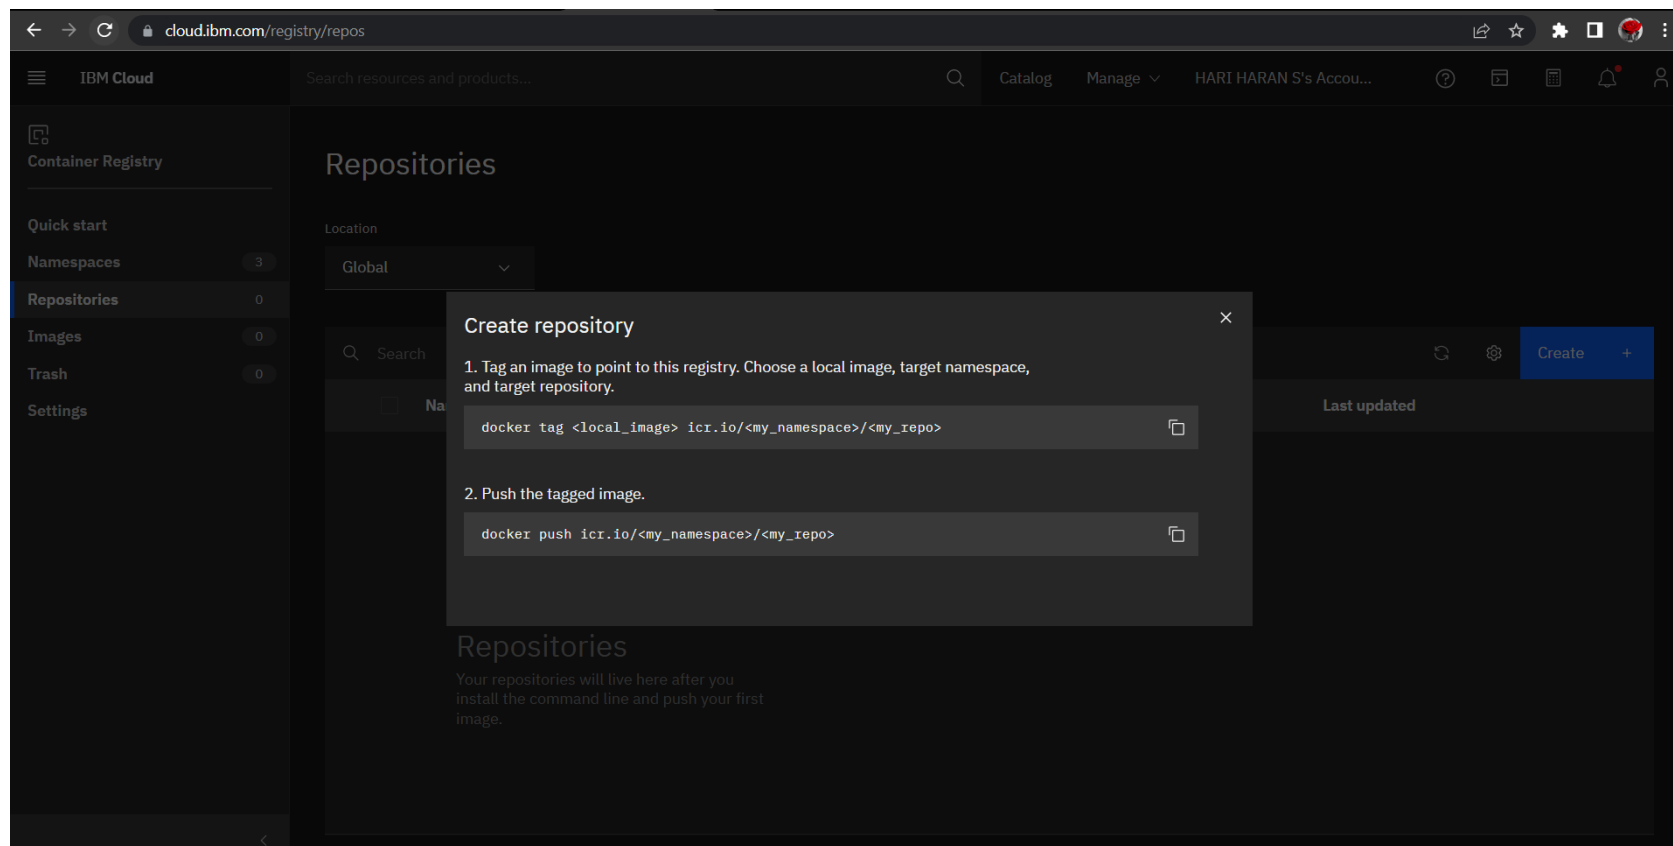 cloud.ibm.com/registry/repos
IBM Cloud
Search resources and products...
Catalog
Manage
HARI HARAN S's Accou...
Container Registry
Quick start
Namespaces 3
Repositories 0
Images 0
Trash 0
Settings
Repositories
Location
Global
Search
Create +
Na
Last updated
Create repository
1. Tag an image to point to this registry. Choose a local image, target namespace,
and target repository.
docker tag <local_image> icr.io/<my_namespace>/<my_repo>
2. Push the tagged image.
docker push icr.io/<my_namespace>/<my_repo>
Repositories
Your repositories will live here after you
install the command line and push your first
image.